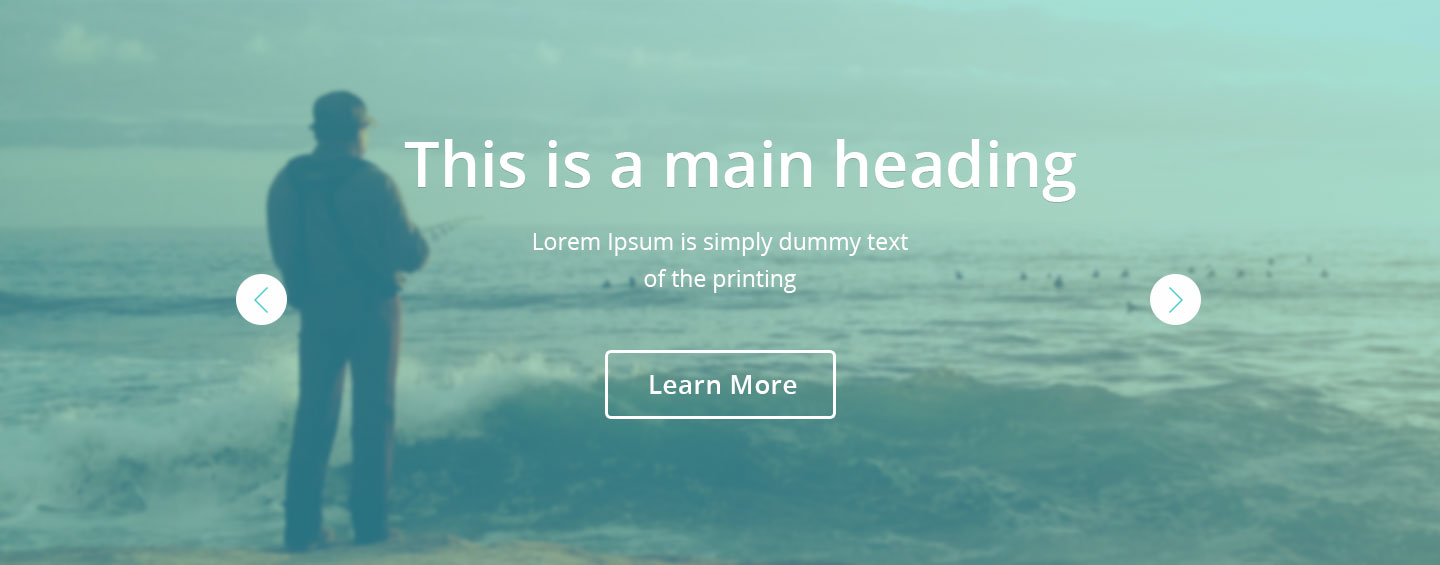 This is a main heading
Lorem Ipsum is simply dummy text
of the printing
Learn More